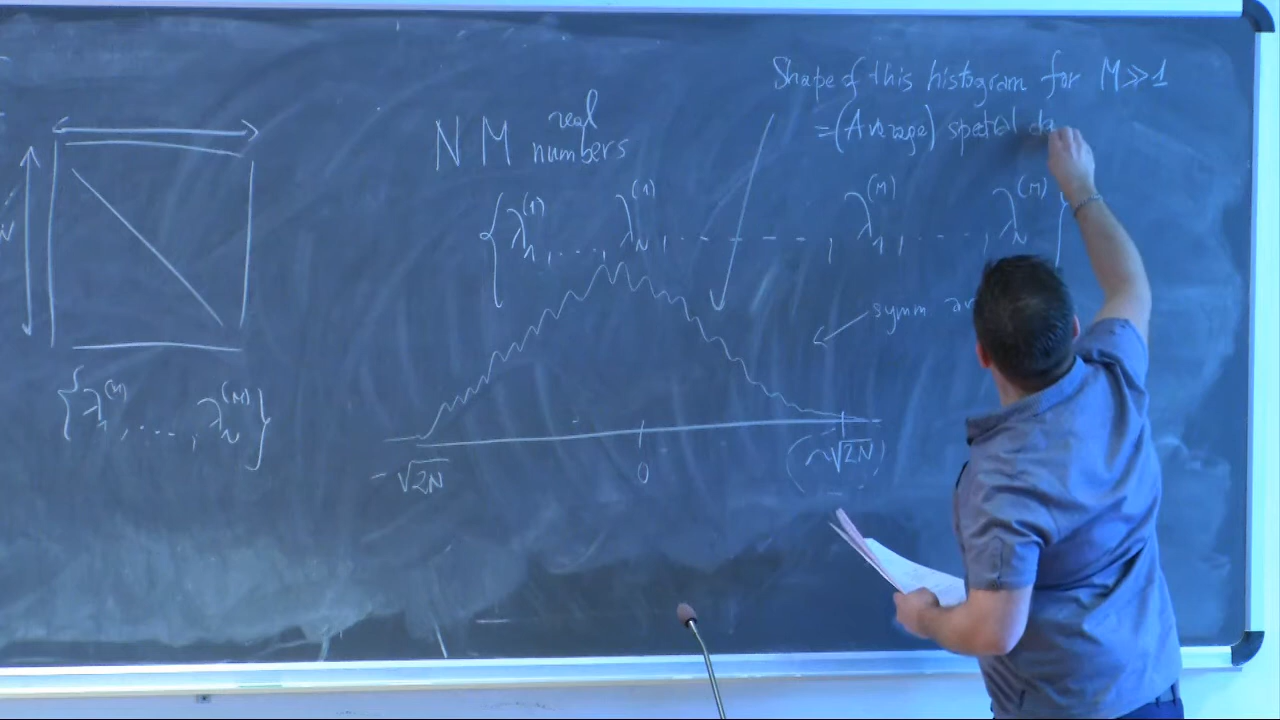 Shape of this histogram for M≫1
=(Average) spectral de
N M real numbers
{λ₁⁽¹⁾, ..., λ_N⁽¹⁾, - - - - - - , λ₁⁽ᴹ⁾, ..., λ_N⁽ᴹ⁾}
symm ar
N
{λ₁⁽ᴹ⁾, ..., λ_N⁽ᴹ⁾}
-√2N
0
(~√2N)